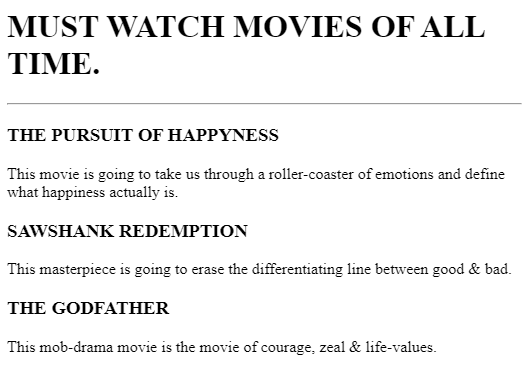 MUST WATCH MOVIES OF ALL
TIME.
THE PURSUIT OF HAPPYNESS
This movie is going to take us through a roller-coaster of emotions and define
what happiness actually is.
SAWSHANK REDEMPTION
This masterpiece is going to erase the differentiating line between good & bad.
THE GODFATHER
This mob-drama movie is the movie of courage, zeal & life-values.